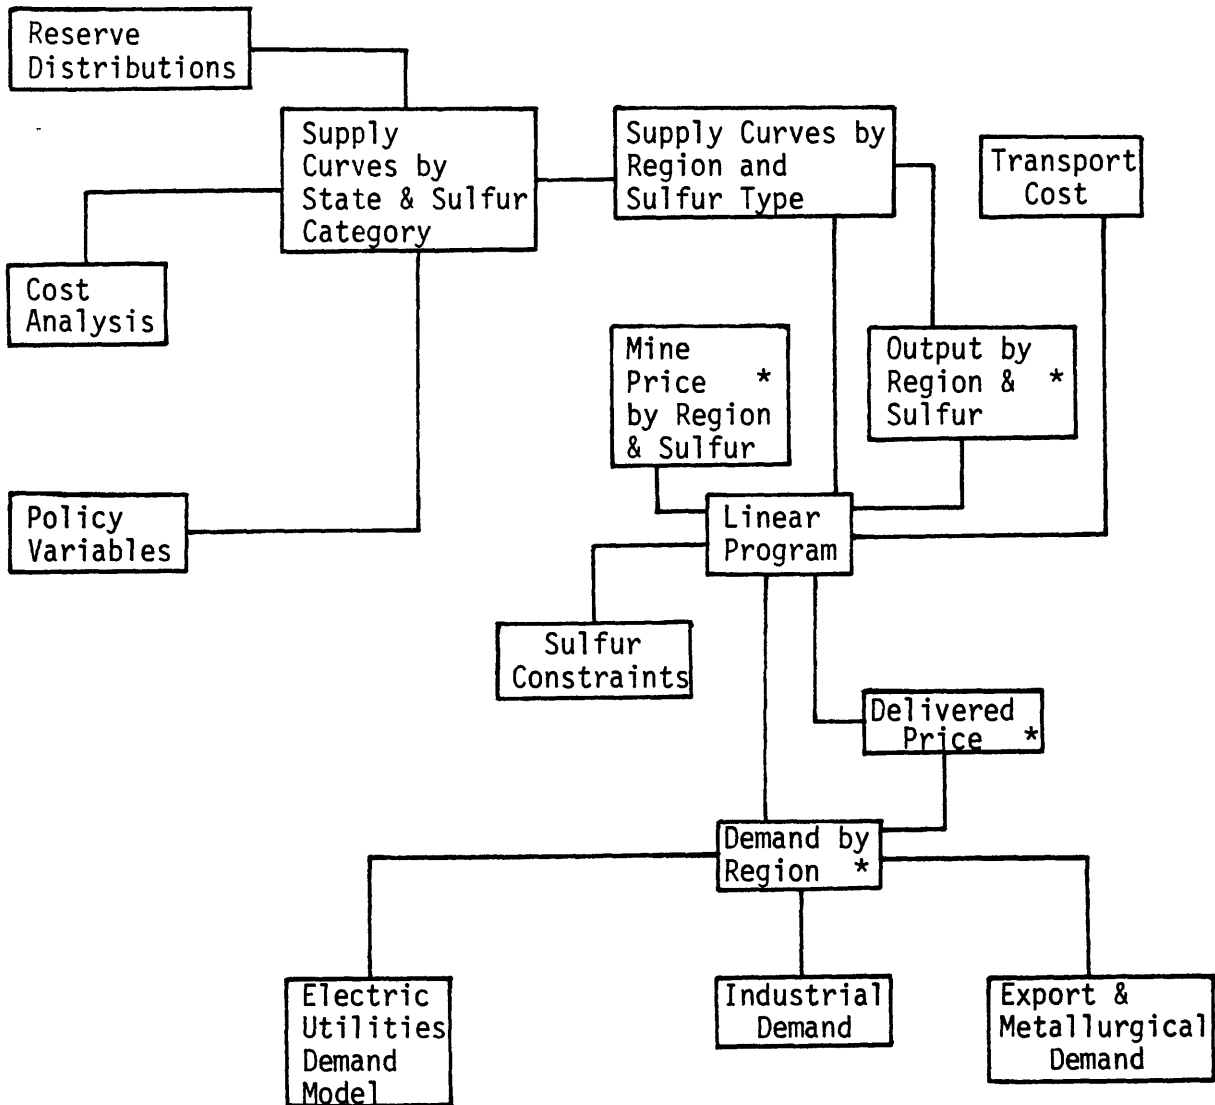 Reserve
Distributions
Supply
Curves by
State & Sulfur
Category
Supply Curves by
Region and
Sulfur Type
Transport
Cost
Cost
Analysis
Mine
Price *
by Region
& Sulfur
Output by
Region & *
Sulfur
Policy
Variables
Linear
Program
Sulfur
Constraints
Delivered
Price *
Demand by
Region *
Electric
Utilities
Demand
Model
Industrial
Demand
Export &
Metallurgical
Demand